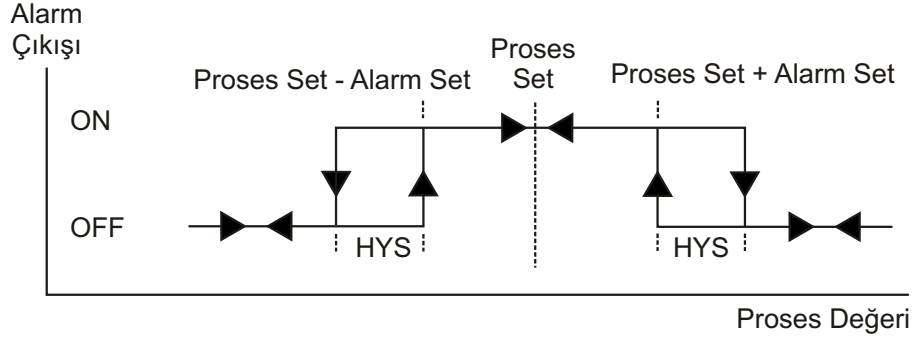 Alarm
Çıkışı
Proses
Set
Proses Set - Alarm Set
Proses Set + Alarm Set
ON
OFF
HYS
HYS
Proses Değeri